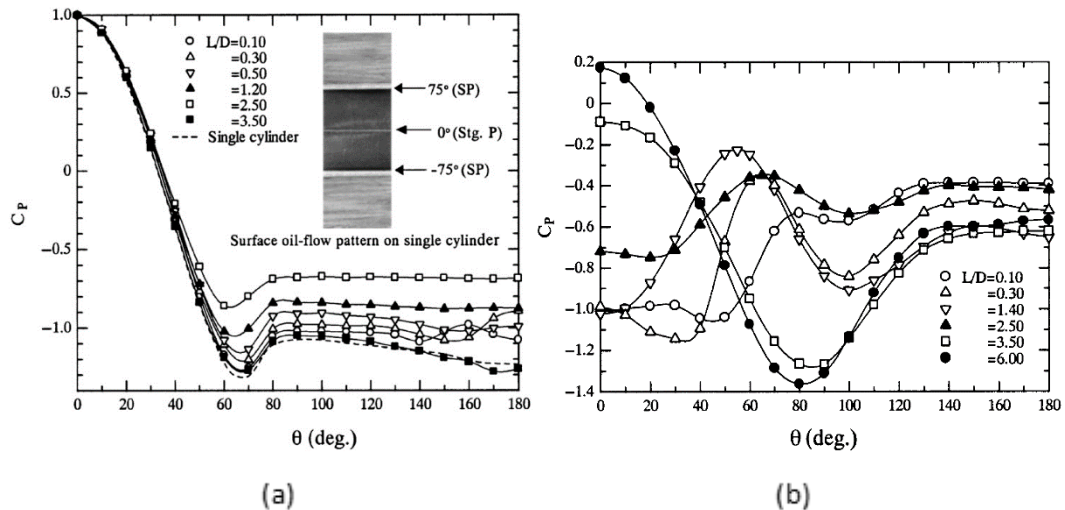 1.0
0.5
0
-0.5
-1.0
C_P
L/D=0.10
=0.30
=0.50
=1.20
=2.50
=3.50
Single cylinder
75° (SP)
0° (Stg. P)
-75° (SP)
Surface oil-flow pattern on single cylinder
0 20 40 60 80 100 120 140 160 180
θ (deg.)
(a)
0.2
0
-0.2
-0.4
-0.6
-0.8
-1.0
-1.2
-1.4
C_P
L/D=0.10
=0.30
=1.40
=2.50
=3.50
=6.00
0 20 40 60 80 100 120 140 160 180
θ (deg.)
(b)